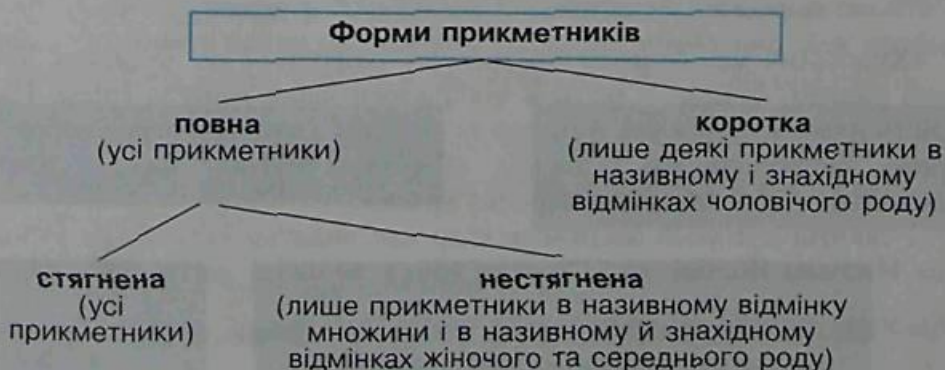 Форми прикметників
повна
(усі прикметники)
коротка
(лише деякі прикметники в
називному і знахідному
відмінках чоловічого роду)
стягнена
(усі
прикметники)
нестягнена
(лише прикметники в називному відмінку
множини і в називному й знахідному
відмінках жіночого та середнього роду)